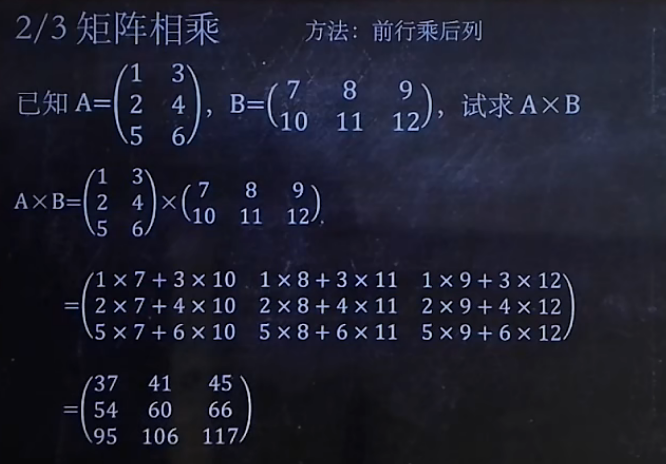 2/3 矩阵相乘 方法：前行乘后列
已知 A=(1 3
2 4
5 6), B=(7 8 9
10 11 12), 试求 A×B
A×B=(1 3
2 4
5 6)×(7 8 9
10 11 12)
=(1×7+3×10 1×8+3×11 1×9+3×12
2×7+4×10 2×8+4×11 2×9+4×12
5×7+6×10 5×8+6×11 5×9+6×12)
=(37 41 45
54 60 66
95 106 117)